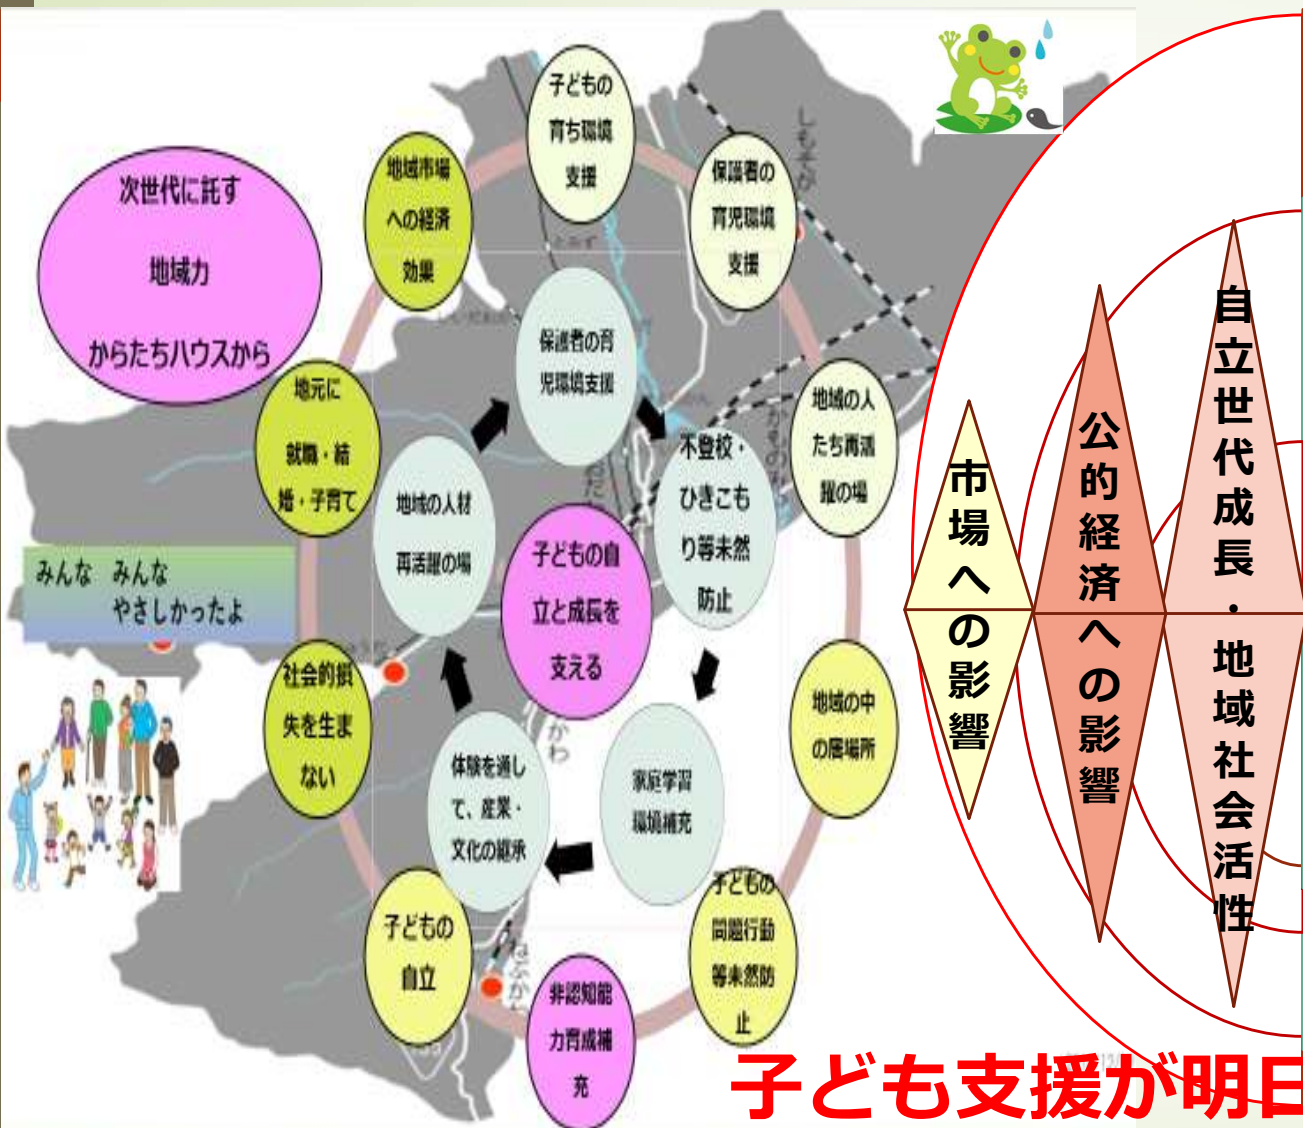 次世代に託す
地域力
からたちハウスから
子どもの
育ち環境
支援
地域市場
への経済
効果
保護者の
育児環境
支援
しもそが
保護者の育
児環境支援
地元に
就職・結
婚・子育て
地域の人材
再活躍の場
不登校・
ひきこも
り等未然
防止
地域の人
たち再活
躍の場
みんな みんな
やさしかったよ
子どもの自
立と成長を
支える
社会的損
失を生ま
ない
体験を通し
て、産業・
文化の継承
家庭学習
環境補充
地域の中
の居場所
かわ
子どもの
自立
ねぶかわ
非認知能
力育成補
充
子どもの
問題行動
等未然防
止
市場への影響
公的経済への影響
自立世代成長・地域社会活性
子ども支援が明日